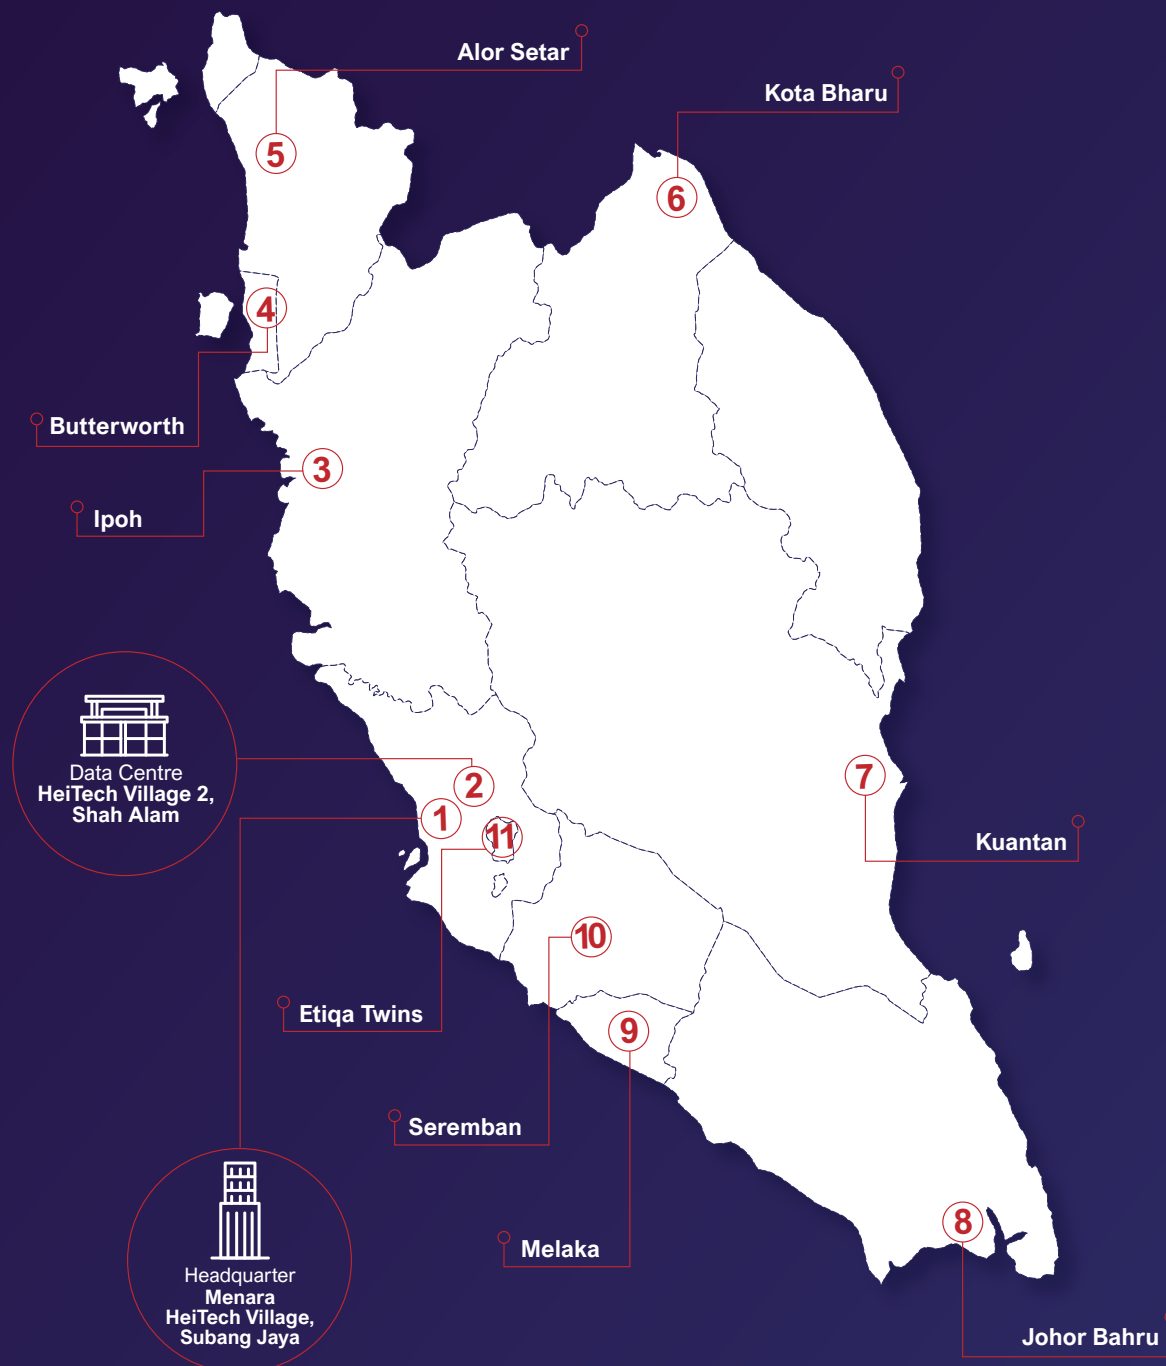 Alor Setar
Kota Bharu
5
6
4
Butterworth
3
Ipoh
Data Centre
HeiTech Village 2,
Shah Alam
2
7
1
11
Kuantan
10
Etiqa Twins
9
Seremban
8
Melaka
Headquarter
Menara
HeiTech Village,
Subang Jaya
Johor Bahru